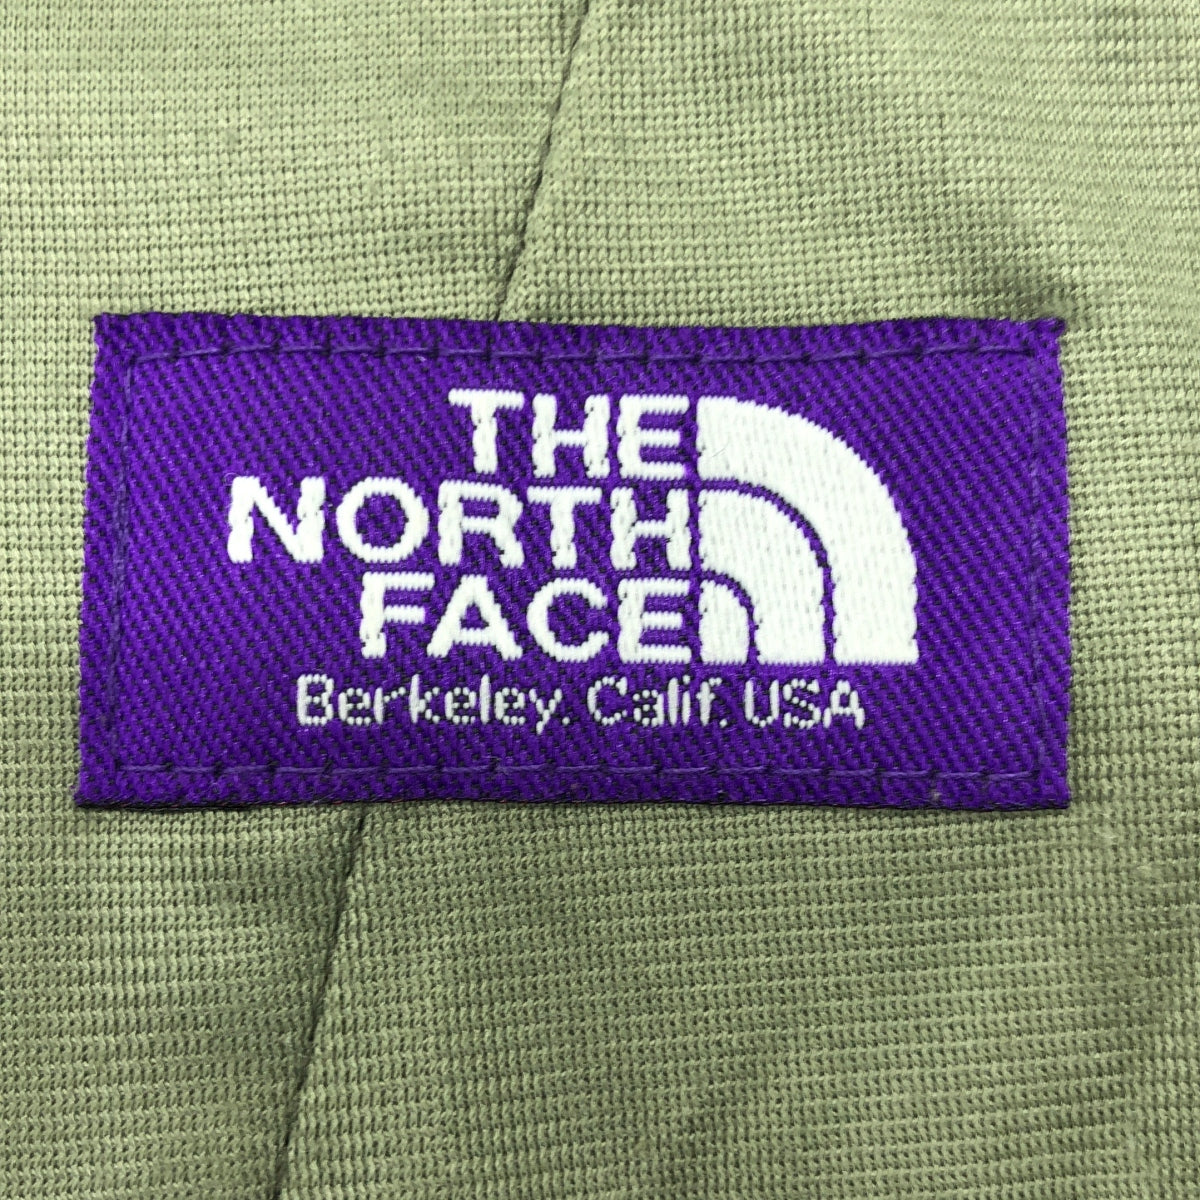 THE
NORTH
FACE
Berkeley. Calif. USA